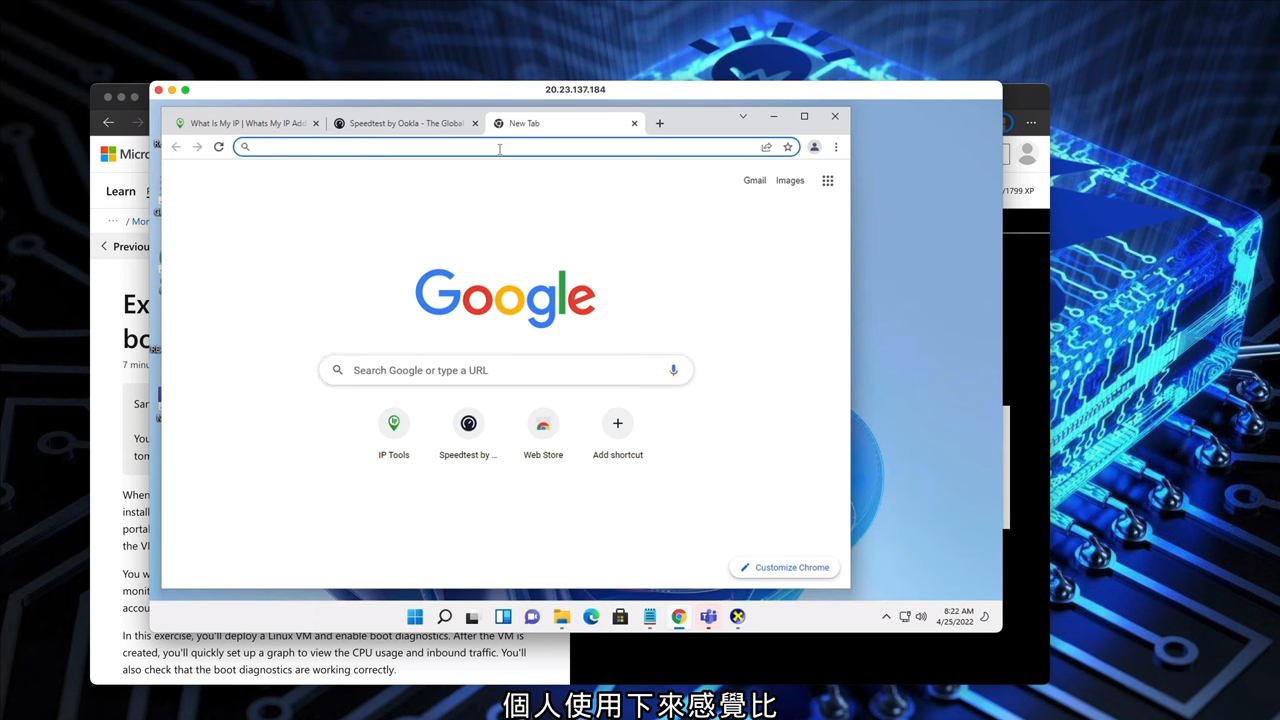 20.23.137.184
What Is My IP | Whats My IP Add
Speedtest by Ookla - The Global
New Tab
Gmail
Images
Google
Search Google or type a URL
IP Tools
Speedtest by ...
Web Store
Add shortcut
Customize Chrome
8:22 AM
4/25/2022
Micro
Learn
/1799 XP
... / Mor
Previou
Ex
bo
7 minu
San
You
tom
When
install
portal
the VI
You w
monit
accou
In this exercise, you'll deploy a Linux VM and enable boot diagnostics. After the VM is
created, you'll quickly set up a graph to view the CPU usage and inbound traffic. You'll
also check that the boot diagnostics are working correctly.
個人使用下來感覺比